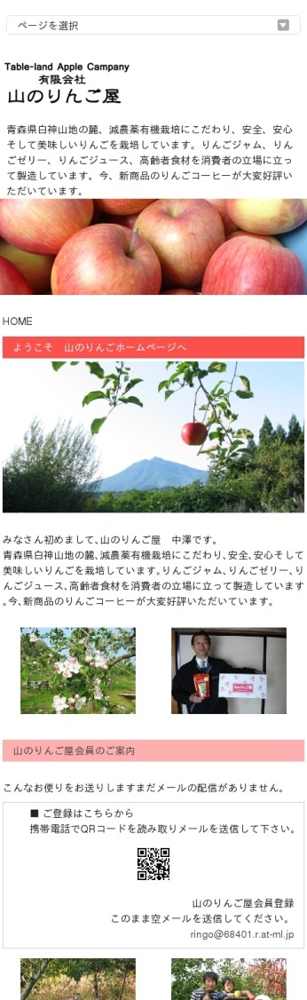 ページを選択
Table-land Apple Campany
有限会社
山のりんご屋
青森県白神山地の麓、減農薬有機栽培にこだわり、安全、安心
そして美味しいりんごを栽培しています。りんごジャム、りん
ごゼリー、りんごジュース、高齢者食材を消費者の立場に立っ
て製造しています。今、新商品のりんごコーヒーが大変好評い
ただいています。
HOME
ようこそ　山のりんごホームページへ
みなさん初めまして、山のりんご屋　中澤です。
青森県白神山地の麓、減農薬有機栽培にこだわり、安全、安心そして
美味しいりんごを栽培しています。りんごジャム、りんごゼリー、り
んごジュース、高齢者食材を消費者の立場に立って製造しています
。今、新商品のりんごコーヒーが大変好評いただいています。
山のりんご屋会員のご案内
こんなお便りをお送りしますまだメールの配信がありません。
■ ご登録はこちらから
携帯電話でQRコードを読み取りメールを送信して下さい。
山のりんご屋会員登録
このまま空メールを送信してください。
ringo@68401.r.at-ml.jp